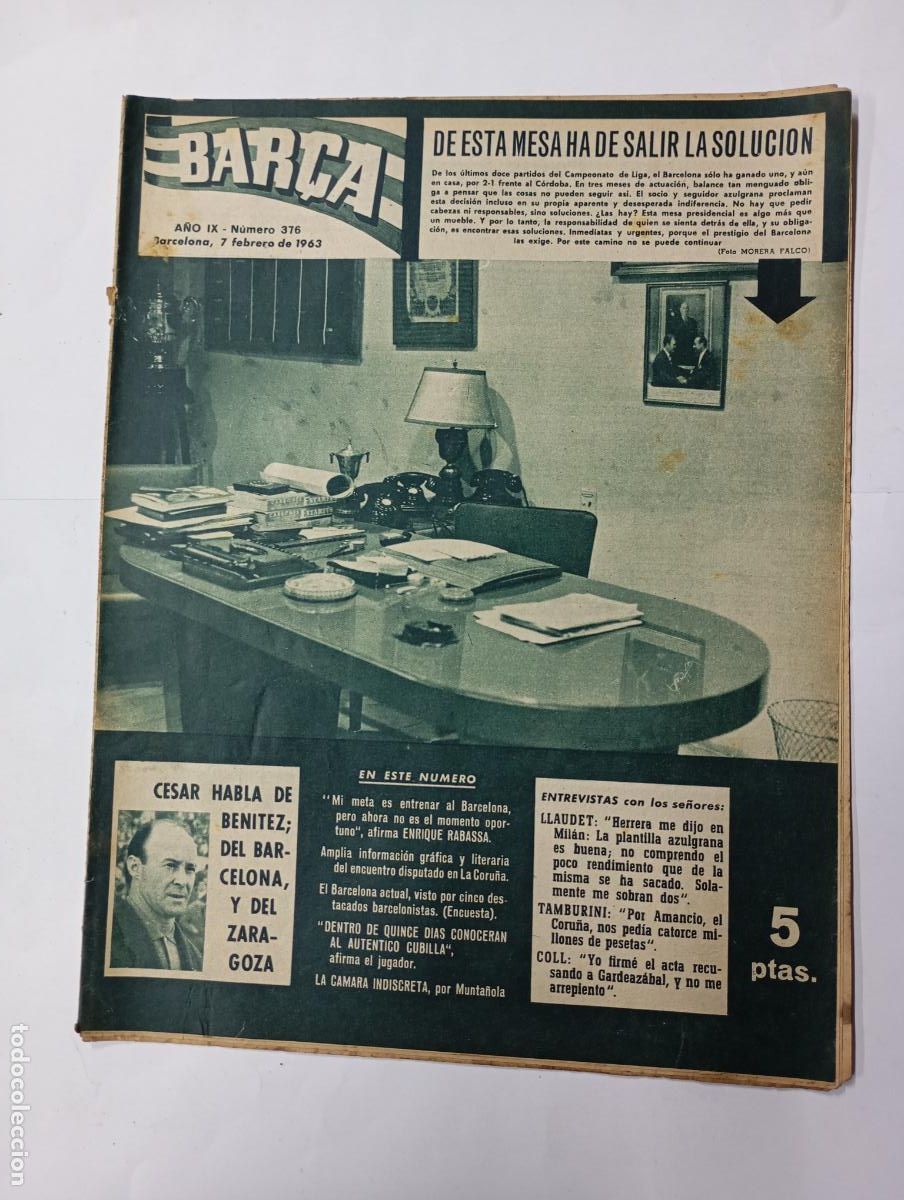 BARÇA
AÑO IX - Número 376
Barcelona, 7 febrero de 1963
DE ESTA MESA HA DE SALIR LA SOLUCION
De los últimos doce partidos del Campeonato de Liga, el Barcelona sólo ha ganado uno, y aún
en casa, por 2-1 frente al Córdoba. En tres meses de actuación, balance tan menguado obli-
ga a pensar que las cosas no pueden seguir así. El socio y seguidor azulgrana proclaman
esta decisión incluso en su propia aparente y desesperada indiferencia. No hay que pedir
cabezas ni responsables, sino soluciones. ¿Las hay? Esta mesa presidencial es algo más que
un mueble. Y por lo tanto, la responsabilidad de quien se sienta detrás de ella, y su obliga-
ción, es encontrar esas soluciones. Inmediatas y urgentes, porque el prestigio del Barcelona
las exige. Por este camino no se puede continuar
(Foto MORERA FALCO)
CESAR HABLA DE
BENITEZ;
DEL BAR-
CELONA,
Y DEL
ZARA-
GOZA
EN ESTE NUMERO
"Mi meta es entrenar al Barcelona,
pero ahora no es el momento opor-
tuno", afirma ENRIQUE RABASSA.
Amplia información gráfica y literaria
del encuentro disputado en La Coruña.
El Barcelona actual, visto por cinco des-
tacados barcelonistas. (Encuesta).
"DENTRO DE QUINCE DIAS CONOCERAN
AL AUTENTICO CUBILLA",
afirma el jugador.
LA CAMARA INDISCRETA, por Muntañola
ENTREVISTAS con los señores:
LLAUDET: "Herrera me dijo en
Milán: La plantilla azulgrana
es buena; no comprendo el
poco rendimiento que de la
misma se ha sacado. Sola-
mente me sobran dos".
TAMBURINI: "Por Amancio, el
Coruña, nos pedía catorce mi-
llones de pesetas".
COLL: "Yo firmé el acta recu-
sando a Gardeazábal, y no me
arrepiento".
5
ptas.
todocoleccion